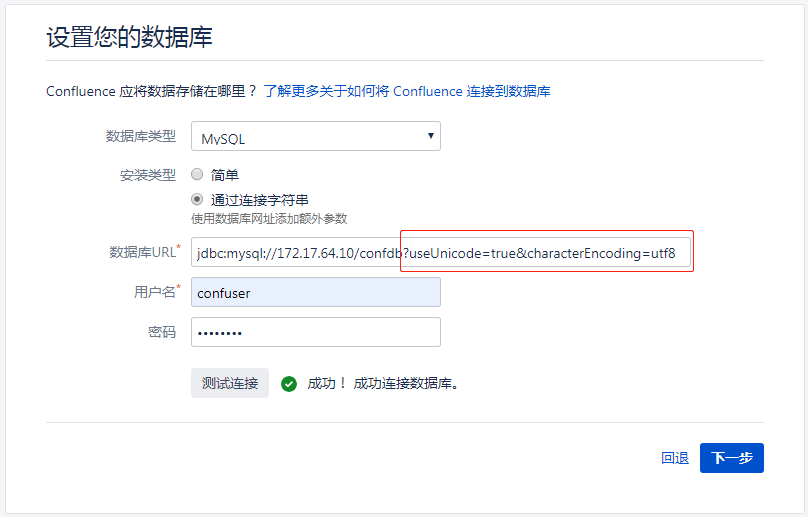 设置您的数据库
Confluence 应将数据存储在哪里？ 了解更多关于如何将 Confluence 连接到数据库
数据库类型 MySQL
安装类型 简单
通过连接字符串
使用数据库网址添加额外参数
数据库URL* jdbc:mysql://172.17.64.10/confdb?useUnicode=true&characterEncoding=utf8
用户名* confuser
密码 ••••••••
测试连接 成功！ 成功连接数据库。
回退 下一步